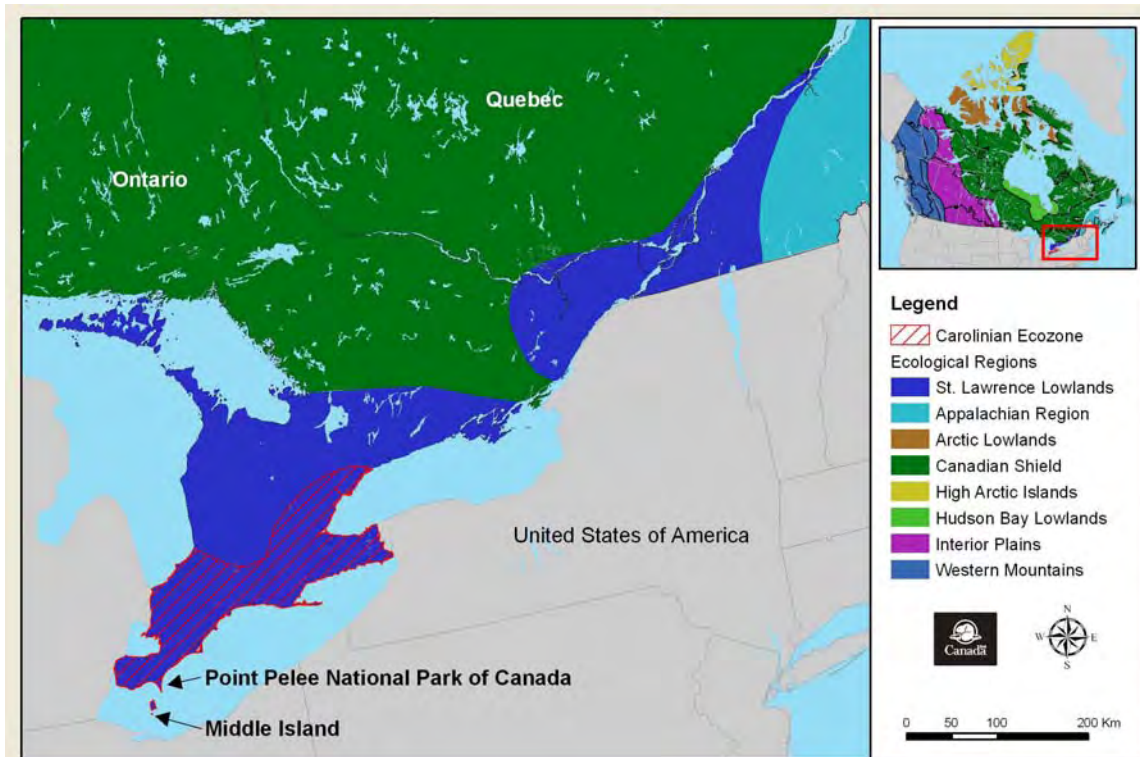 Quebec
Ontario
United States of America
Point Pelee National Park of Canada
Middle Island
Legend
Carolinian Ecozone
Ecological Regions
St. Lawrence Lowlands
Appalachian Region
Arctic Lowlands
Canadian Shield
High Arctic Islands
Hudson Bay Lowlands
Interior Plains
Western Mountains
Canada
N
W E
S
0 50 100 200 Km